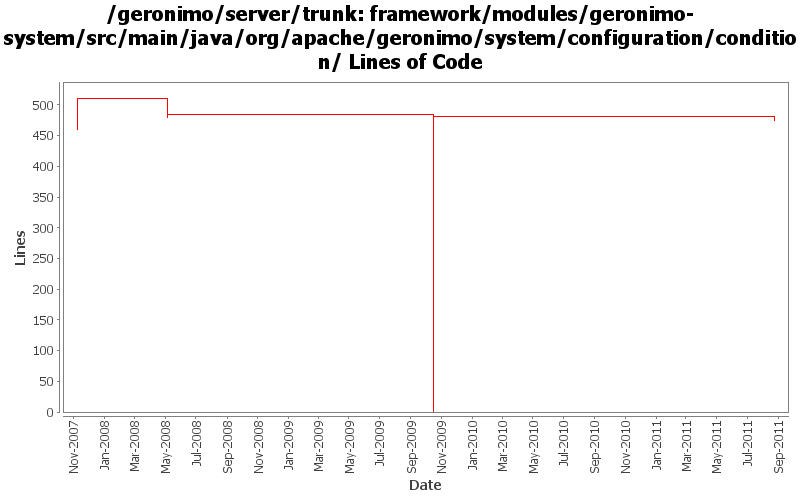 /geronimo/server/trunk: framework/modules/geronimo-
system/src/main/java/org/apache/geronimo/system/configuration/conditio
n/ Lines of Code
Lines
500
450
400
350
300
250
200
150
100
50
0
Nov-2007
Jan-2008
Mar-2008
May-2008
Jul-2008
Sep-2008
Nov-2008
Jan-2009
Mar-2009
May-2009
Jul-2009
Sep-2009
Nov-2009
Jan-2010
Mar-2010
May-2010
Jul-2010
Sep-2010
Nov-2010
Jan-2011
Mar-2011
May-2011
Jul-2011
Sep-2011
Date